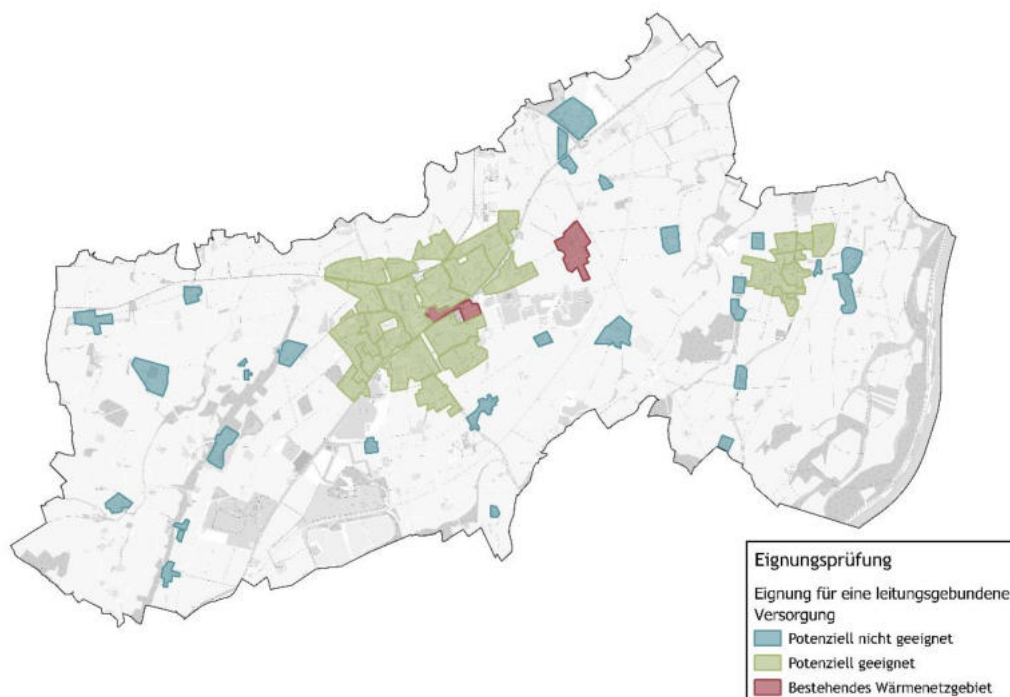 Eignungsprüfung
Eignung für eine leitungsgebundene
Versorgung
Potenziell nicht geeignet
Potenziell geeignet
Bestehendes Wärmenetzgebiet